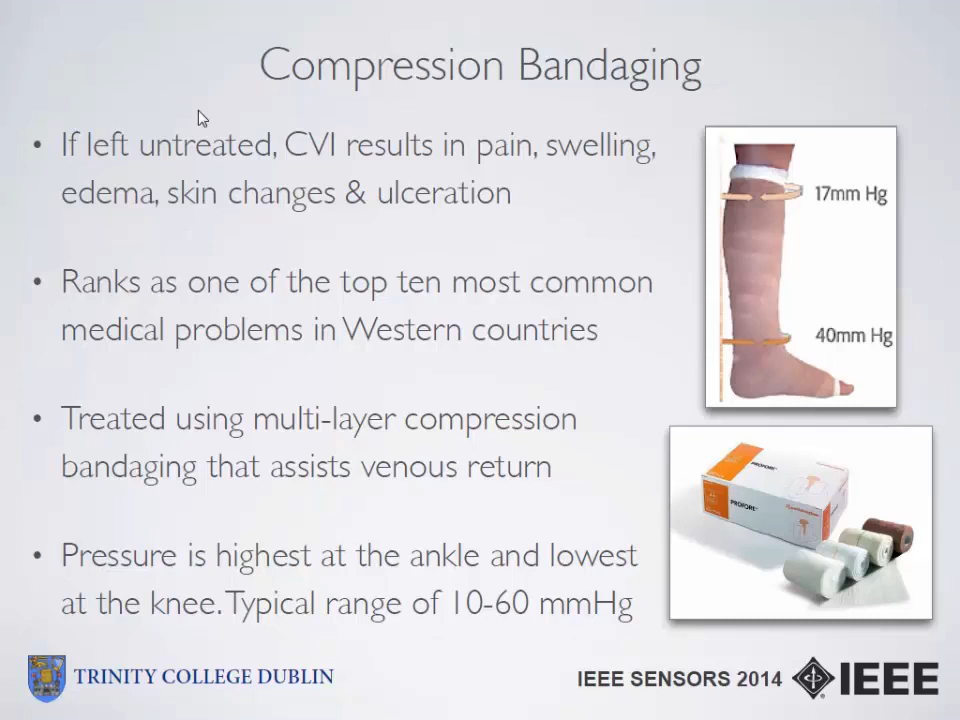 Compression Bandaging
• If left untreated, CVI results in pain, swelling,
edema, skin changes & ulceration
• Ranks as one of the top ten most common
medical problems in Western countries
• Treated using multi-layer compression
bandaging that assists venous return
• Pressure is highest at the ankle and lowest
at the knee. Typical range of 10-60 mmHg
17mm Hg
40mm Hg
PROFORE
PROFORE
TRINITY COLLEGE DUBLIN
IEEE SENSORS 2014
IEEE